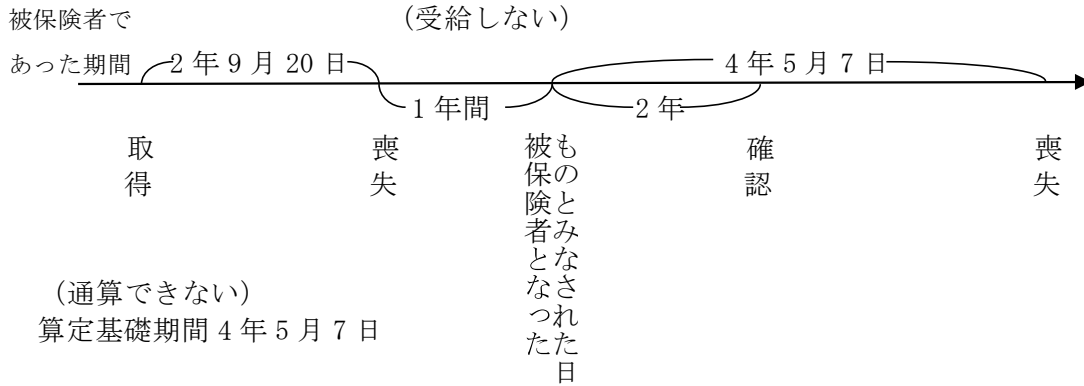 被保険者で
あった期間
(受給しない)
2年9月20日
4年5月7日
1年間
2年
取得
喪失
被保険者となった
ものとみなされた日
確認
喪失
(通算できない)
算定基礎期間4年5月7日